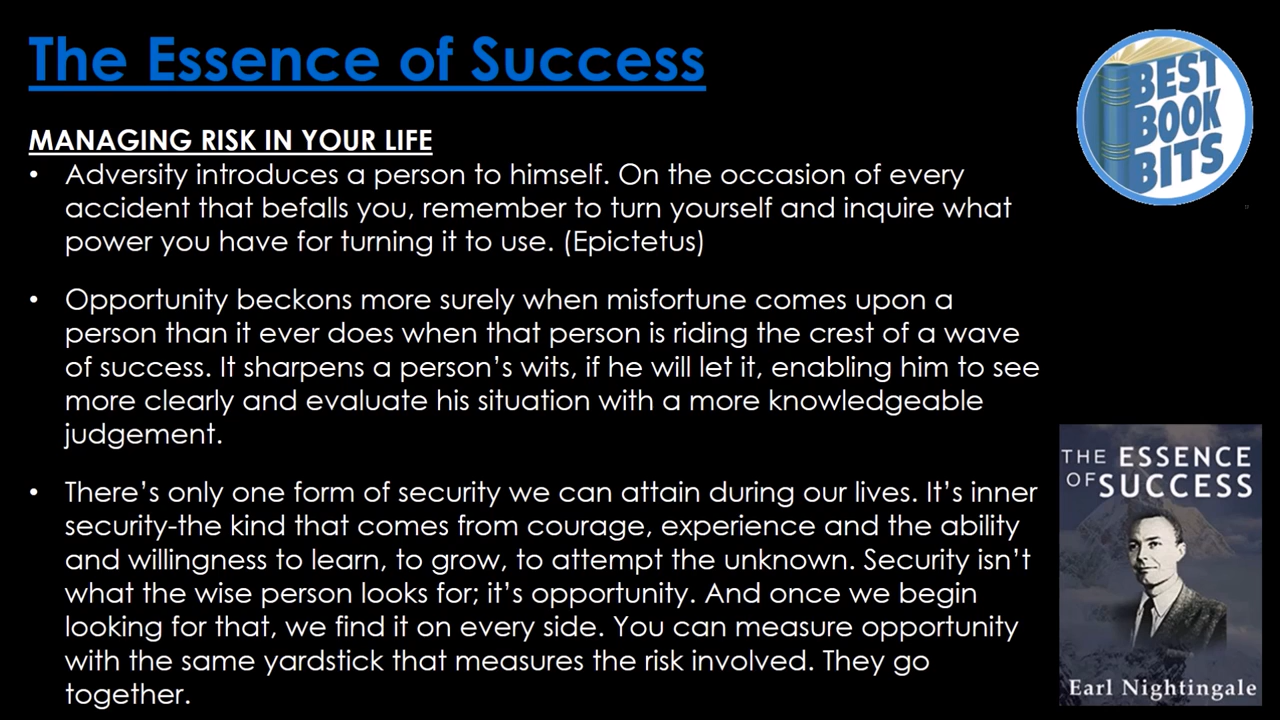 The Essence of Success
BEST
BOOK
BITS
MANAGING RISK IN YOUR LIFE
• Adversity introduces a person to himself. On the occasion of every
accident that befalls you, remember to turn yourself and inquire what
power you have for turning it to use. (Epictetus)
• Opportunity beckons more surely when misfortune comes upon a
person than it ever does when that person is riding the crest of a wave
of success. It sharpens a person’s wits, if he will let it, enabling him to see
more clearly and evaluate his situation with a more knowledgeable
judgement.
• There’s only one form of security we can attain during our lives. It’s inner
security-the kind that comes from courage, experience and the ability
and willingness to learn, to grow, to attempt the unknown. Security isn’t
what the wise person looks for; it’s opportunity. And once we begin
looking for that, we find it on every side. You can measure opportunity
with the same yardstick that measures the risk involved. They go
together.
THE ESSENCE
OF SUCCESS
Earl Nightingale